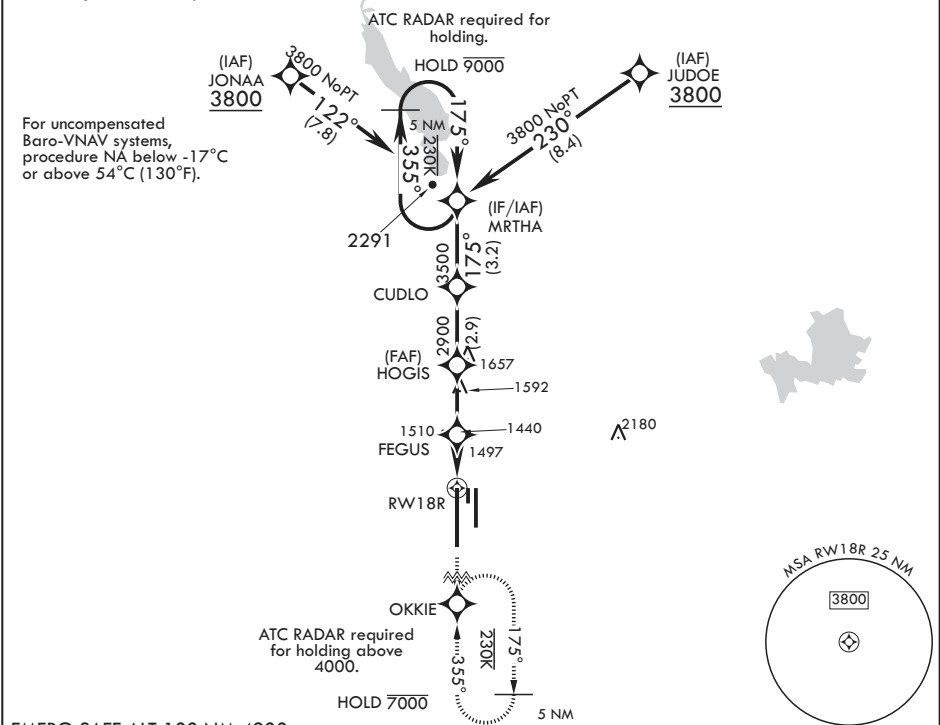 ATC RADAR required for
holding.
HOLD 9000
(IAF)
JONAA
3800
3800 NoPT
122°
(7.8)
(IAF)
JUDOE
3800
3800 NoPT
230°
(8.4)
For uncompensated
Baro-VNAV systems,
procedure NA below -17°C
or above 54°C (130°F).
5 NM
175°
230K
355°
(IF/IAF)
MRTHA
2291
3500
175°
(3.2)
CUDLO
2900
(2.9)
(FAF)
HOGIS
1657
1592
1510
1440
2180
FEGUS
1497
RW18R
MSA RW18R 25 NM
3800
OKKIE
ATC RADAR required
for holding above
4000.
230K
175°
355°
HOLD 7000
5 NM